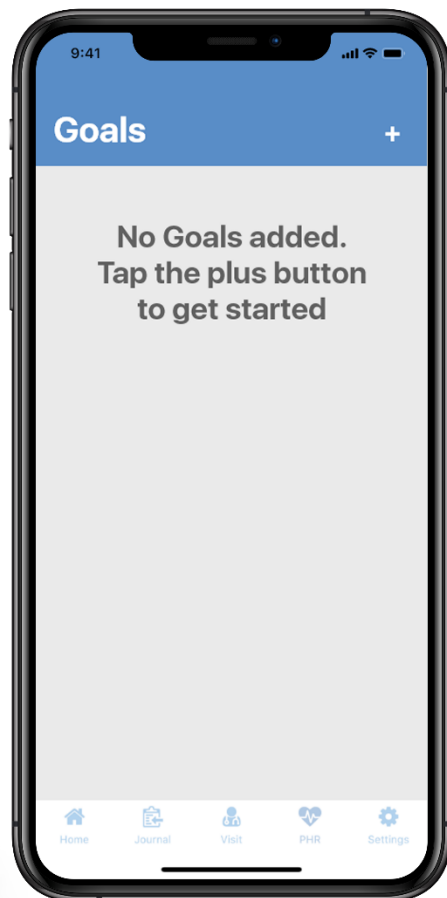 9:41
Goals +
No Goals added.
Tap the plus button
to get started
Home Journal Visit PHR Settings